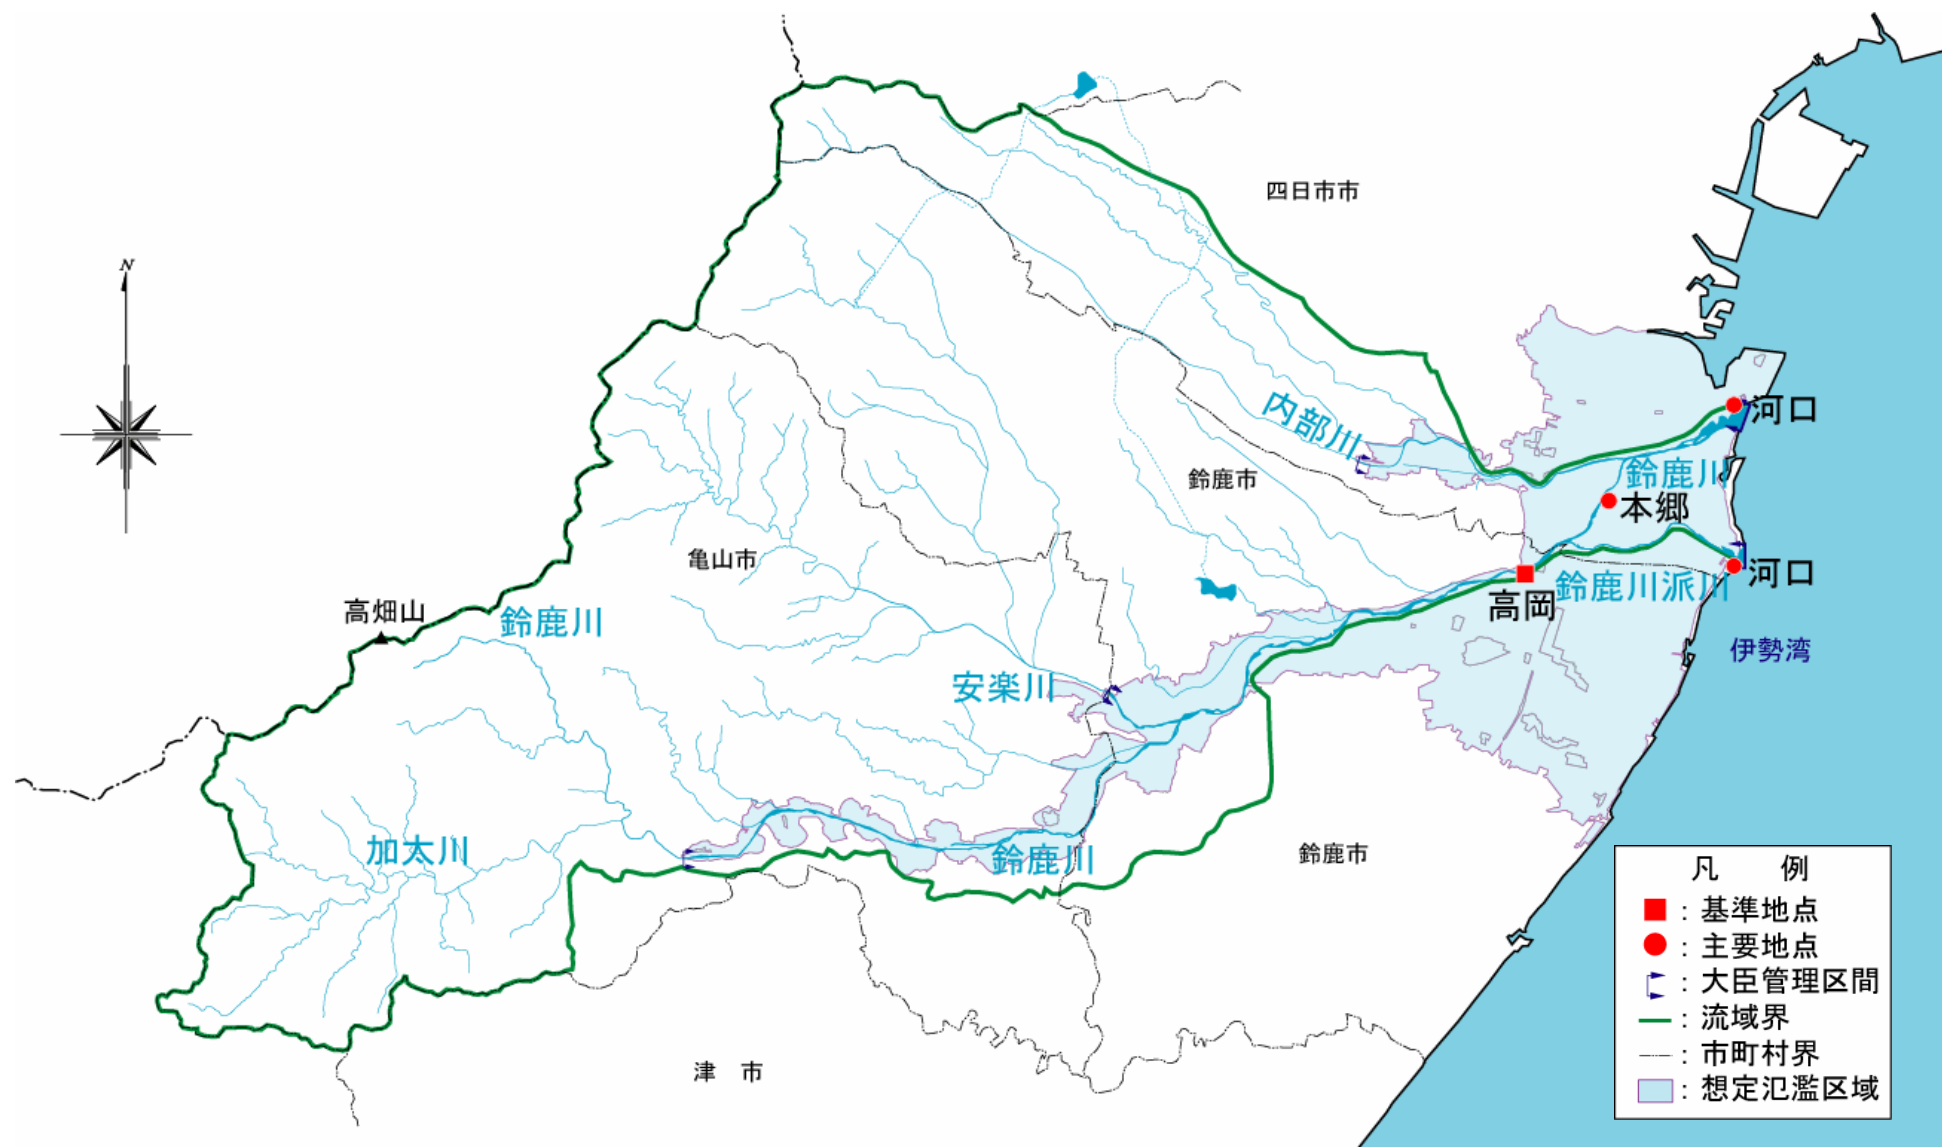 N
四日市市
内部川
河口
鈴鹿川
鈴鹿市
本郷
亀山市
河口
高畑山
鈴鹿川
高岡
鈴鹿川派川
伊勢湾
安楽川
加太川
鈴鹿川
鈴鹿市
津 市
凡 例
:基準地点
:主要地点
:大臣管理区間
:流域界
:市町村界
:想定氾濫区域